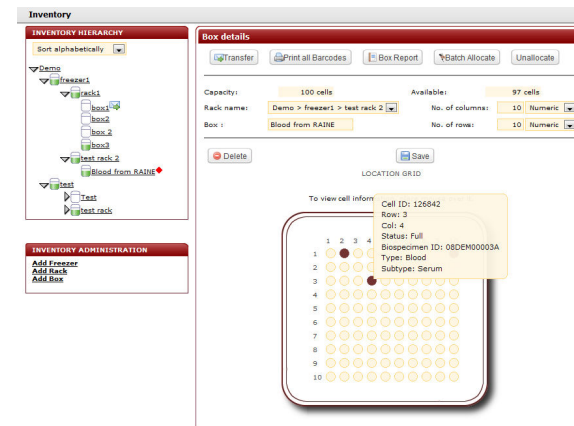 Inventory
INVENTORY HIERARCHY
Sort alphabetically
Demo
freezer1
rack1
box1
box2
box 2
box3
test rack 2
Blood from RAINE
test
Test
test rack
INVENTORY ADMINISTRATION
Add Freezer
Add Rack
Add Box
Box details
Transfer Print all Barcodes Box Report Batch Allocate Unallocate
Capacity: 100 cells Available: 97 cells
Rack name: Demo > freezer1 > test rack 2 No. of columns: 10 Numeric
Box : Blood from RAINE No. of rows: 10 Numeric
Delete Save
LOCATION GRID
To view cell inform
Cell ID: 126842
Row: 3
Col: 4
Status: Full
Biospecimen ID: 08DEM00003A
Type: Blood
Subtype: Serum
1 2 3 4
1
2
3
4
5
6
7
8
9
10